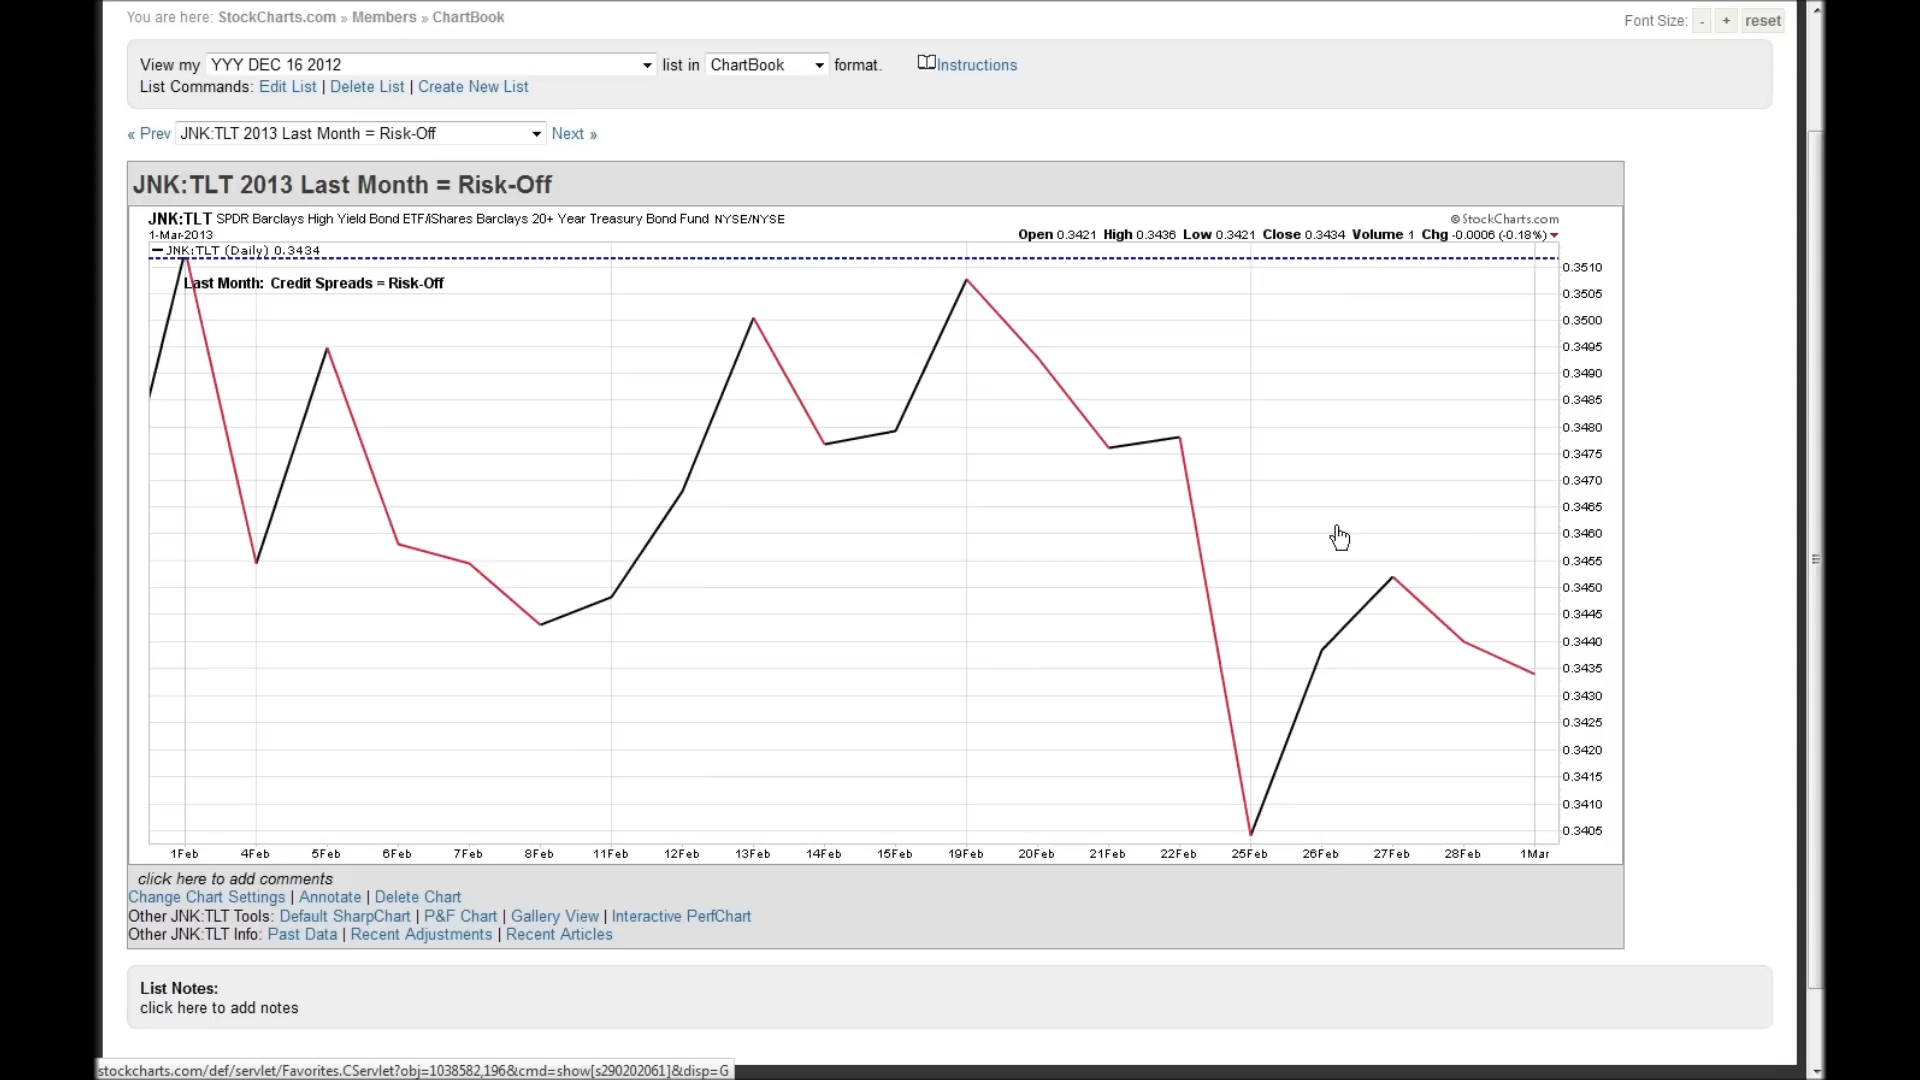 You are here: StockCharts.com » Members » ChartBook
Font Size: - + reset
View my YYY DEC 16 2012 list in ChartBook format. Instructions
List Commands: Edit List | Delete List | Create New List
« Prev JNK:TLT 2013 Last Month = Risk-Off Next »
JNK:TLT 2013 Last Month = Risk-Off
JNK:TLT SPDR Barclays High Yield Bond ETF/iShares Barclays 20+ Year Treasury Bond Fund NYSE/NYSE
© StockCharts.com
1-Mar-2013
Open 0.3421 High 0.3436 Low 0.3421 Close 0.3434 Volume 1 Chg -0.0006 (-0.18%)
JNK:TLT (Daily) 0.3434
Last Month: Credit Spreads = Risk-Off
0.3510
0.3505
0.3500
0.3495
0.3490
0.3485
0.3480
0.3475
0.3470
0.3465
0.3460
0.3455
0.3450
0.3445
0.3440
0.3435
0.3430
0.3425
0.3420
0.3415
0.3410
0.3405
1Feb 4Feb 5Feb 6Feb 7Feb 8Feb 11Feb 12Feb 13Feb 14Feb 15Feb 19Feb 20Feb 21Feb 22Feb 25Feb 26Feb 27Feb 28Feb 1Mar
click here to add comments
Change Chart Settings | Annotate | Delete Chart
Other JNK:TLT Tools: Default SharpChart | P&F Chart | Gallery View | Interactive PerfChart
Other JNK:TLT Info: Past Data | Recent Adjustments | Recent Articles
List Notes:
click here to add notes
stockcharts.com/def/servlet/Favorites.CServlet?obj=1038582,196&cmd=show[s290202061]&disp=G